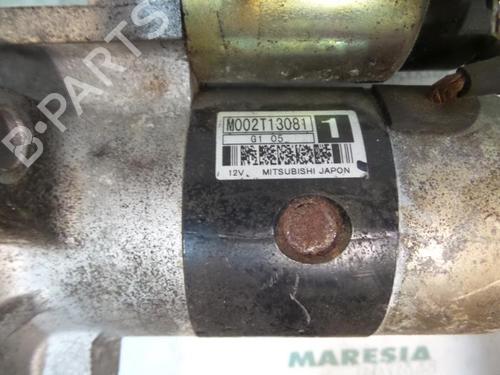 B-PARTS
M002T13081
1
G1 05
12V MITSUBISHI JAPON
MARESIA